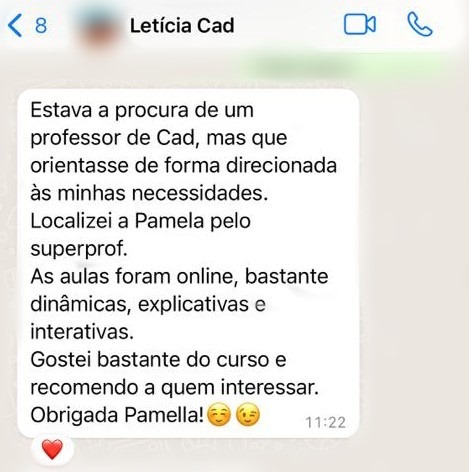 8 Letícia Cad
Estava a procura de um
professor de Cad, mas que
orientasse de forma direcionada
às minhas necessidades.
Localizei a Pamela pelo
superprof.
As aulas foram online, bastante
dinâmicas, explicativas e
interativas.
Gostei bastante do curso e
recomendo a quem interessar.
Obrigada Pamella!☺️😉
11:22
❤️